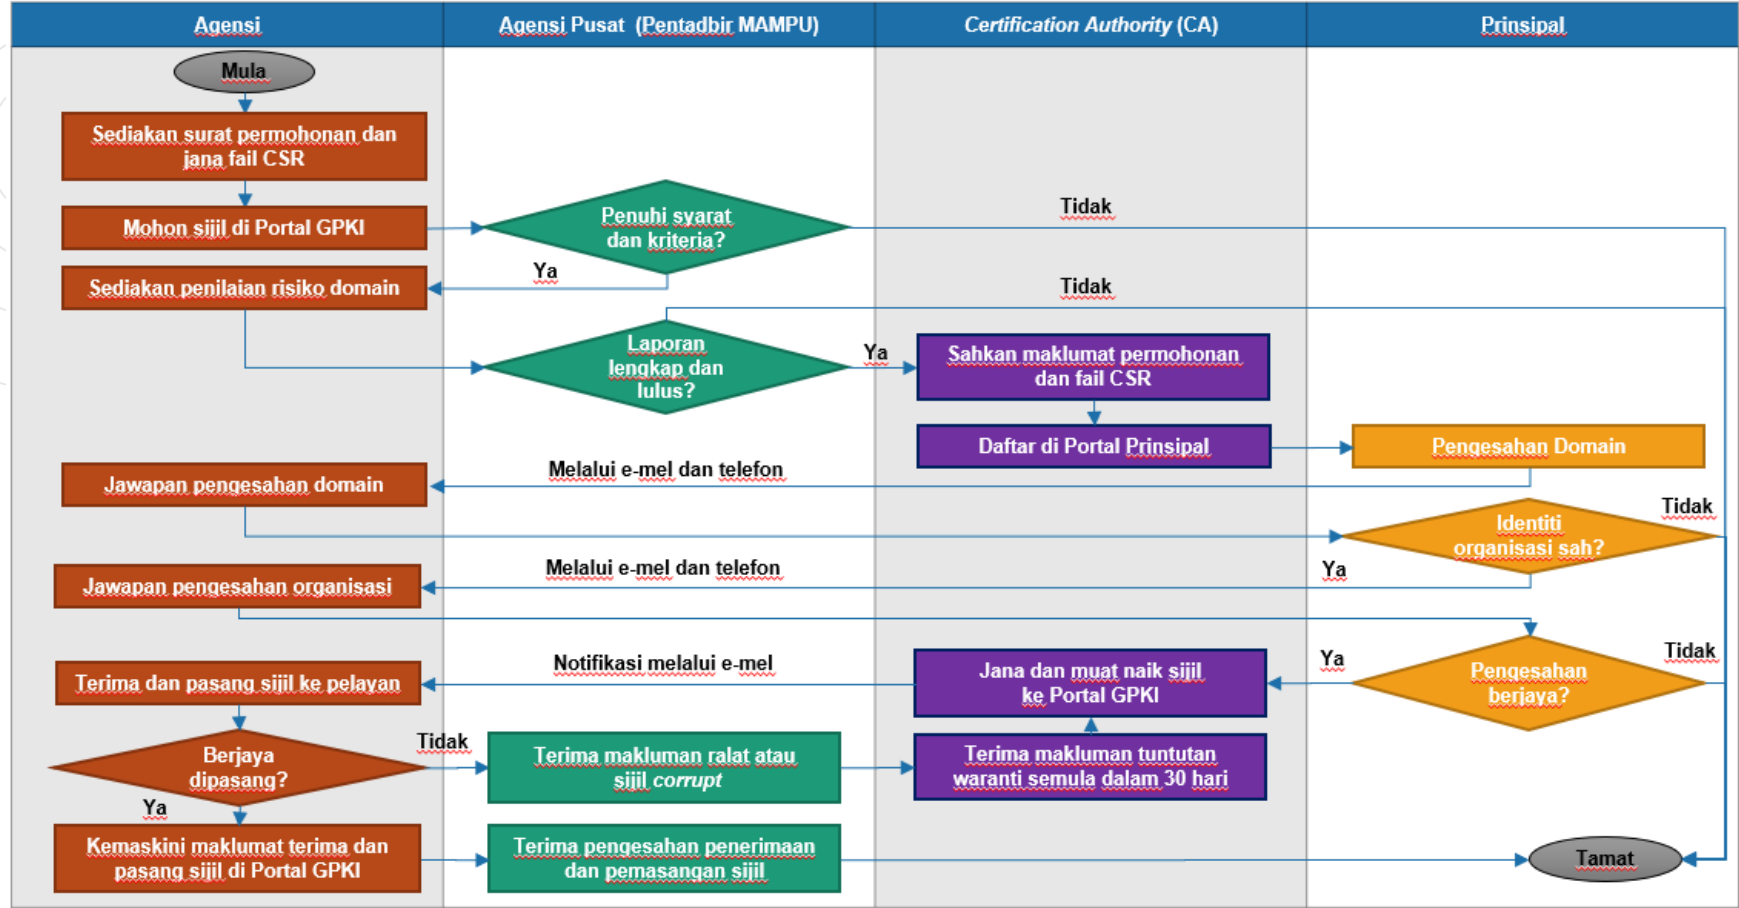 Agensi
Agensi Pusat (Pentadbir MAMPU)
Certification Authority (CA)
Prinsipal
Mula
Sediakan surat permohonan dan
jana fail CSR
Mohon sijil di Portal GPKI
Penuhi syarat
dan kriteria?
Tidak
Ya
Sediakan penilaian risiko domain
Tidak
Laporan
lengkap dan
lulus?
Ya
Sahkan maklumat permohonan
dan fail CSR
Daftar di Portal Prinsipal
Pengesahan Domain
Melalui e-mel dan telefon
Jawapan pengesahan domain
Identiti
organisasi sah?
Tidak
Ya
Melalui e-mel dan telefon
Jawapan pengesahan organisasi
Pengesahan
berjaya?
Tidak
Ya
Jana dan muat naik sijil
ke Portal GPKI
Notifikasi melalui e-mel
Terima dan pasang sijil ke pelayan
Berjaya
dipasang?
Tidak
Terima makluman ralat atau
sijil corrupt
Terima makluman tuntutan
waranti semula dalam 30 hari
Ya
Kemaskini maklumat terima dan
pasang sijil di Portal GPKI
Terima pengesahan penerimaan
dan pemasangan sijil
Tamat